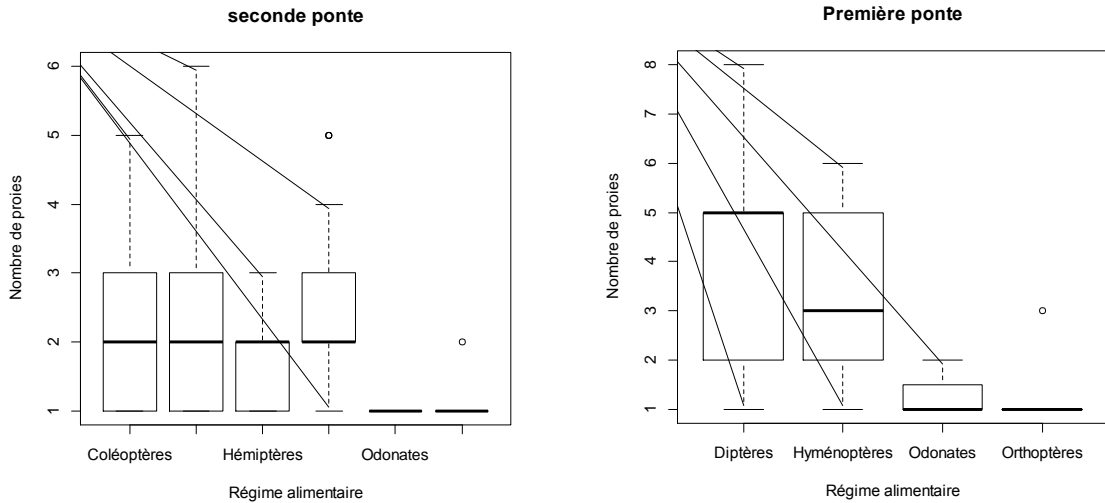 seconde ponte
Nombre de proies
6
5
4
3
2
1
Coléoptères Hémiptères Odonates
Régime alimentaire
Première ponte
Nombre de proies
8
7
6
5
4
3
2
1
Diptères Hyménoptères Odonates Orthoptères
Régime alimentaire